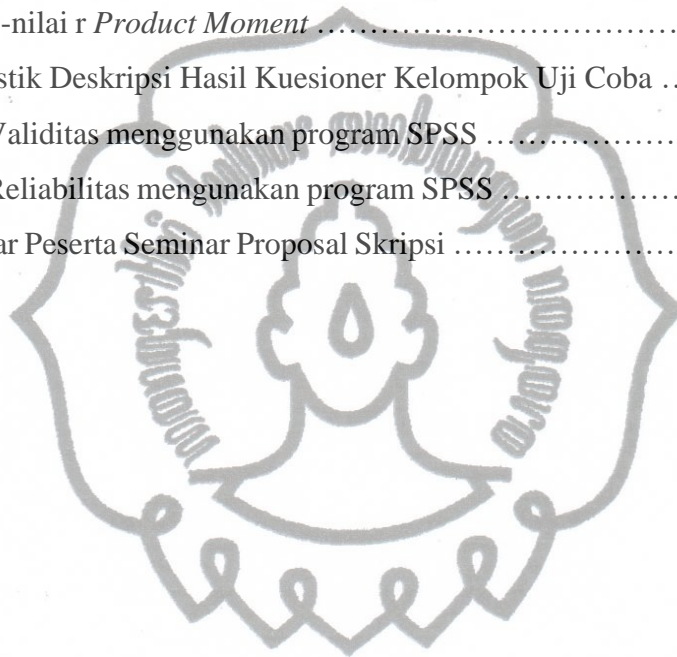 -nilai r Product Moment ……………………………
stik Deskripsi Hasil Kuesioner Kelompok Uji Coba …
Validitas menggunakan program SPSS ………………
Reliabilitas mengunakan program SPSS ………………
ar Peserta Seminar Proposal Skripsi …………………